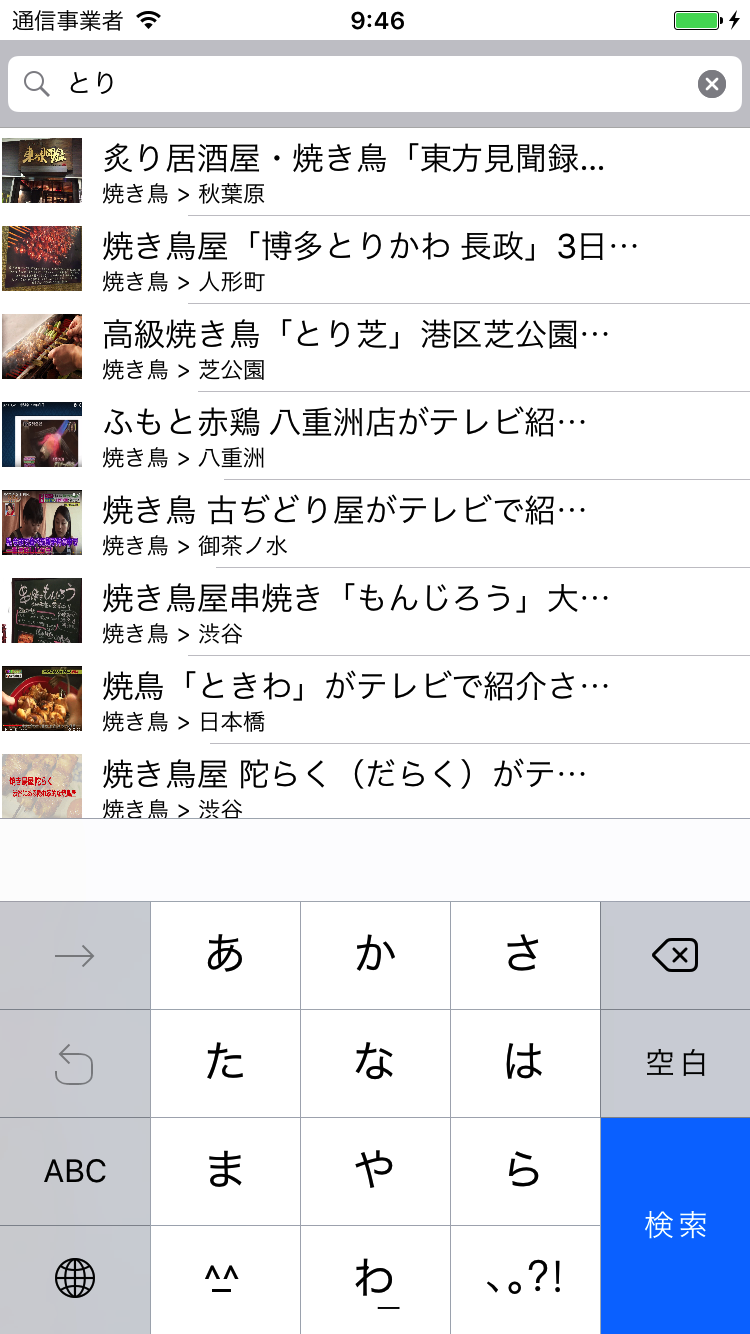 通信事業者 9:46
とり
炙り居酒屋・焼き鳥「東方見聞録...
焼き鳥 > 秋葉原
焼き鳥屋「博多とりかわ 長政」3日…
焼き鳥 > 人形町
高級焼き鳥「とり芝」港区芝公園…
焼き鳥 > 芝公園
ふもと赤鶏 八重洲店がテレビ紹…
焼き鳥 > 八重洲
焼き鳥 古ぢどり屋がテレビで紹…
焼き鳥 > 御茶ノ水
焼き鳥屋串焼き「もんじろう」大…
焼き鳥 > 渋谷
焼鳥「ときわ」がテレビで紹介さ…
焼き鳥 > 日本橋
焼き鳥屋 陀らく
焼き鳥屋 陀らく（だらく）がテ…
焼き鳥 > 渋谷
→ あ か さ
た な は 空白
ABC ま や ら 検索
^^ わ 、。?!